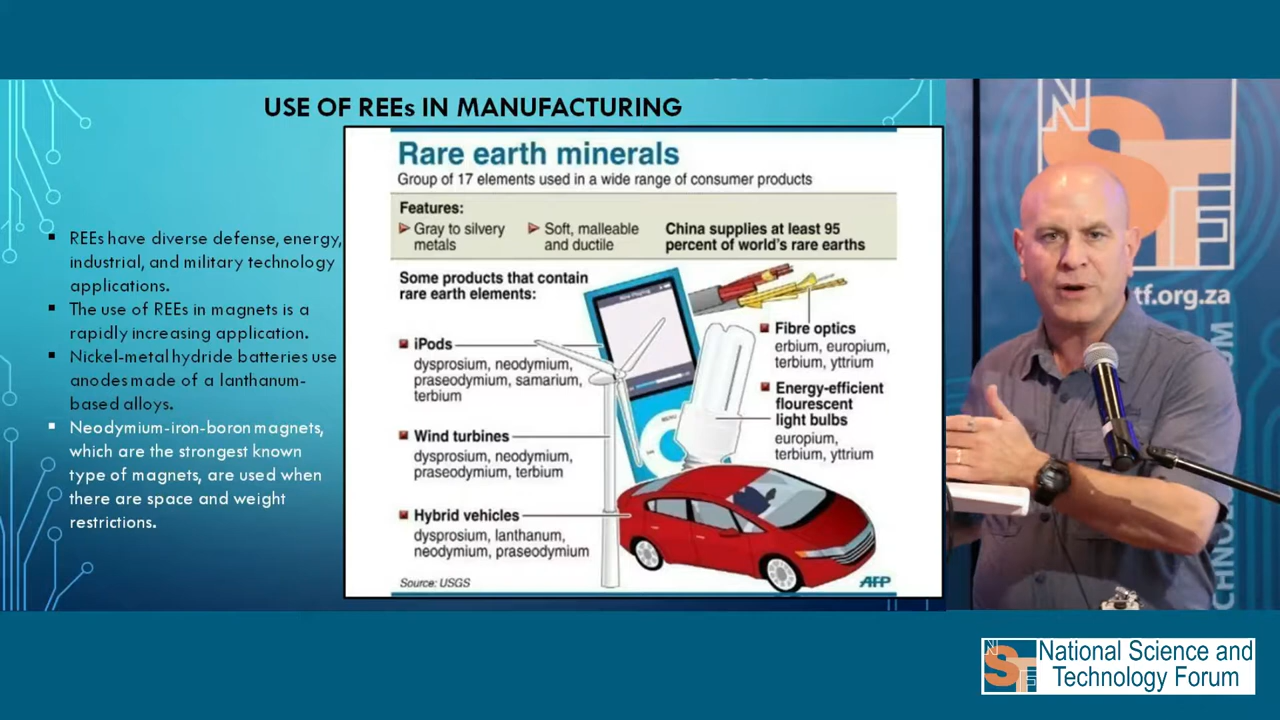 USE OF REEs IN MANUFACTURING
REEs have diverse defense, energy,
industrial, and military technology
applications.
The use of REEs in magnets is a
rapidly increasing application.
Nickel-metal hydride batteries use
anodes made of a lanthanum-
based alloys.
Neodymium-iron-boron magnets,
which are the strongest known
type of magnets, are used when
there are space and weight
restrictions.
Rare earth minerals
Group of 17 elements used in a wide range of consumer products
Features:
Gray to silvery
metals
Soft, malleable
and ductile
China supplies at least 95
percent of world's rare earths
Some products that contain
rare earth elements:
iPods
dysprosium, neodymium,
praseodymium, samarium,
terbium
Wind turbines
dysprosium, neodymium,
praseodymium, terbium
Hybrid vehicles
dysprosium, lanthanum,
neodymium, praseodymium
Fibre optics
erbium, europium,
terbium, yttrium
Energy-efficient
flourescent
light bulbs
europium,
terbium, yttrium
Source: USGS
AFP
NSTF
tf.org.za
NSTF
National Science and
Technology Forum